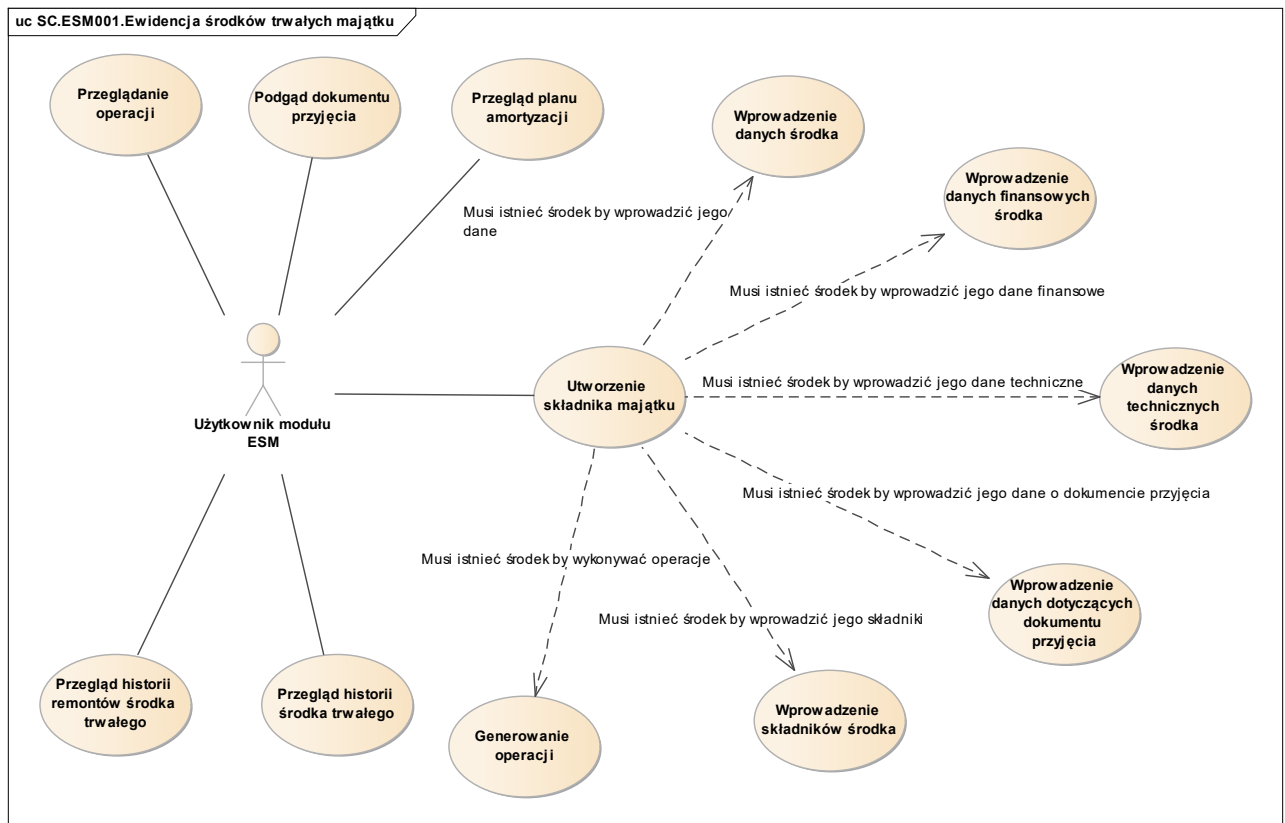 uc SC.ESM001.Ewidencja środków trwałych majątku
Przeglądanie
operacji
Podgąd dokumentu
przyjęcia
Przegląd planu
amortyzacji
Wprowadzenie
danych środka
Wprowadzenie
danych finansowych
środka
Musi istnieć środek by wprowadzić jego
dane
Musi istnieć środek by wprowadzić jego dane finansowe
Użytkownik modułu
ESM
Utworzenie
składnika majątku
Musi istnieć środek by wprowadzić jego dane techniczne
Wprowadzenie
danych
technicznych
środka
Musi istnieć środek by wprowadzić jego dane o dokumencie przyjęcia
Musi istnieć środek by wykonywać operacje
Wprowadzenie
danych dotyczących
dokumentu
przyjęcia
Musi istnieć środek by wprowadzić jego składniki
Przegląd historii
remontów środka
trwałego
Przegląd historii
środka trwałego
Generowanie
operacji
Wprowadzenie
składników środka